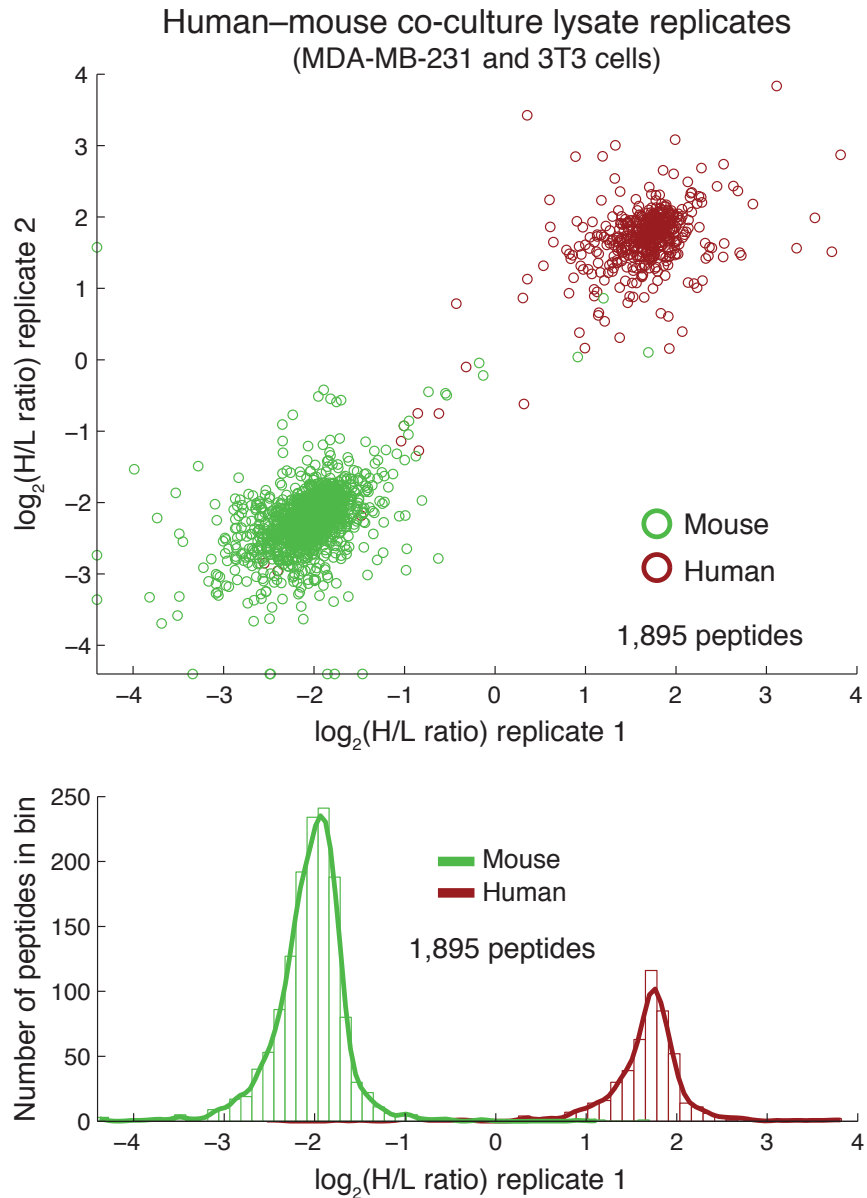 Human–mouse co-culture lysate replicates
(MDA-MB-231 and 3T3 cells)
4
3
2
1
0
−1
−2
−3
−4
log2(H/L ratio) replicate 2
Mouse
Human
1,895 peptides
−4 −3 −2 −1 0 1 2 3 4
log2(H/L ratio) replicate 1
250
200
150
100
50
0
Number of peptides in bin
Mouse
Human
1,895 peptides
−4 −3 −2 −1 0 1 2 3 4
log2(H/L ratio) replicate 1